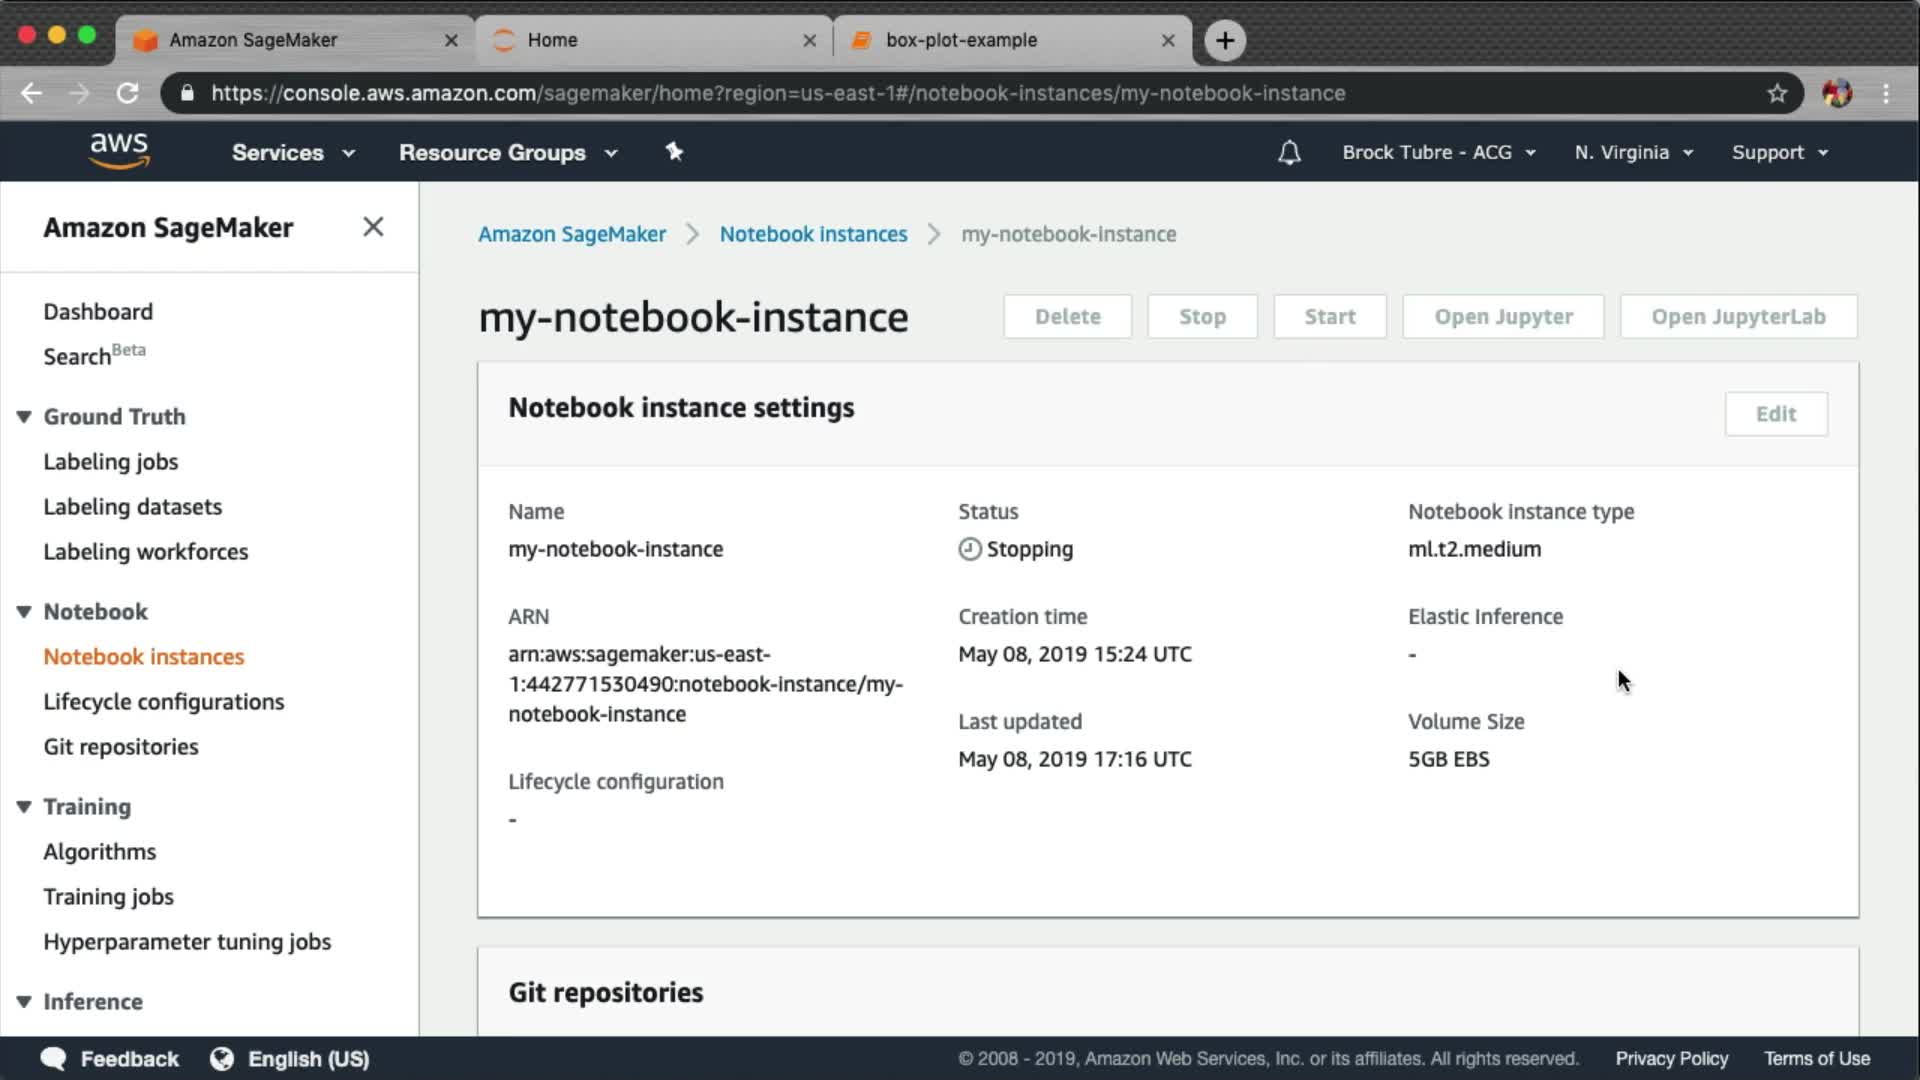 Amazon SageMaker
Home
box-plot-example
https://console.aws.amazon.com/sagemaker/home?region=us-east-1#/notebook-instances/my-notebook-instance
aws
Services
Resource Groups
Brock Tubre - ACG
N. Virginia
Support
Amazon SageMaker
Dashboard
Search Beta
Ground Truth
Labeling jobs
Labeling datasets
Labeling workforces
Notebook
Notebook instances
Lifecycle configurations
Git repositories
Training
Algorithms
Training jobs
Hyperparameter tuning jobs
Inference
Amazon SageMaker
Notebook instances
my-notebook-instance
my-notebook-instance
Delete
Stop
Start
Open Jupyter
Open JupyterLab
Notebook instance settings
Edit
Name
my-notebook-instance
ARN
arn:aws:sagemaker:us-east-
1:442771530490:notebook-instance/my-
notebook-instance
Lifecycle configuration
-
Status
Stopping
Creation time
May 08, 2019 15:24 UTC
Last updated
May 08, 2019 17:16 UTC
Notebook instance type
ml.t2.medium
Elastic Inference
-
Volume Size
5GB EBS
Git repositories
Feedback
English (US)
© 2008 - 2019, Amazon Web Services, Inc. or its affiliates. All rights reserved.
Privacy Policy
Terms of Use